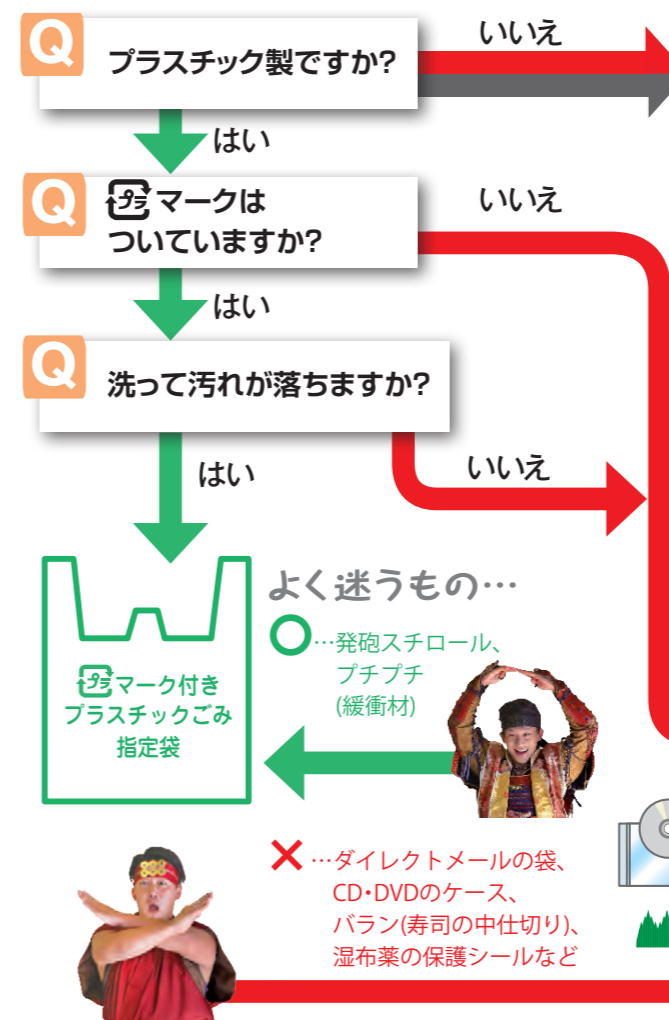 Q プラスチック製ですか?
いいえ
はい
Q プラ マークは
ついていますか?
いいえ
はい
Q 洗って汚れが落ちますか?
はい
いいえ
プラ マーク付き
プラスチックごみ
指定袋
よく迷うもの…
○…発砲スチロール、
プチプチ
(緩衝材)
×…ダイレクトメールの袋、
CD・DVDのケース、
バラン(寿司の中仕切り)、
湿布薬の保護シールなど